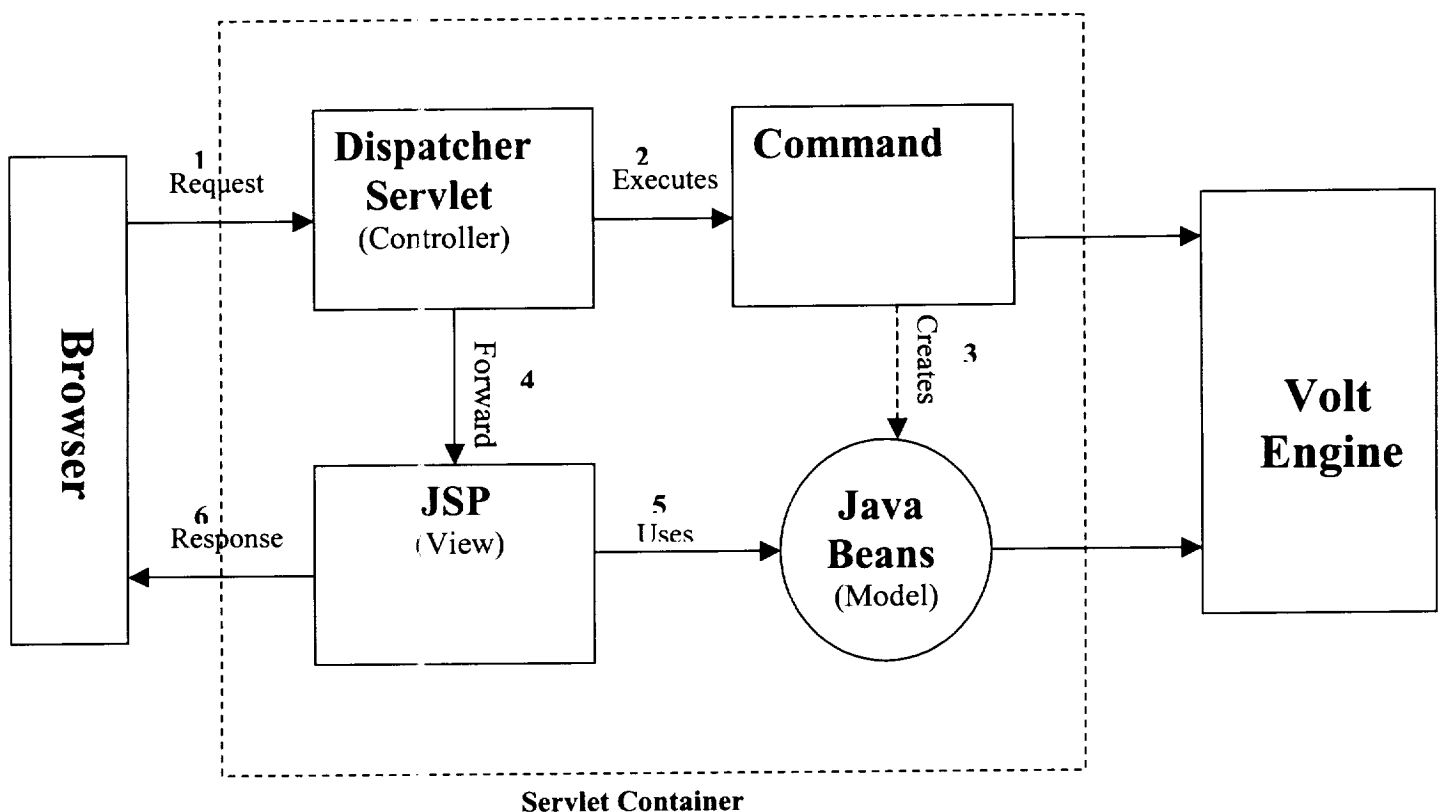 1
Request
Dispatcher
Servlet
(Controller)
2
Executes
Command
Browser
Forward
4
Creates
3
Volt
Engine
6
Response
JSP
(View)
5
Uses
Java
Beans
(Model)
Servlet Container